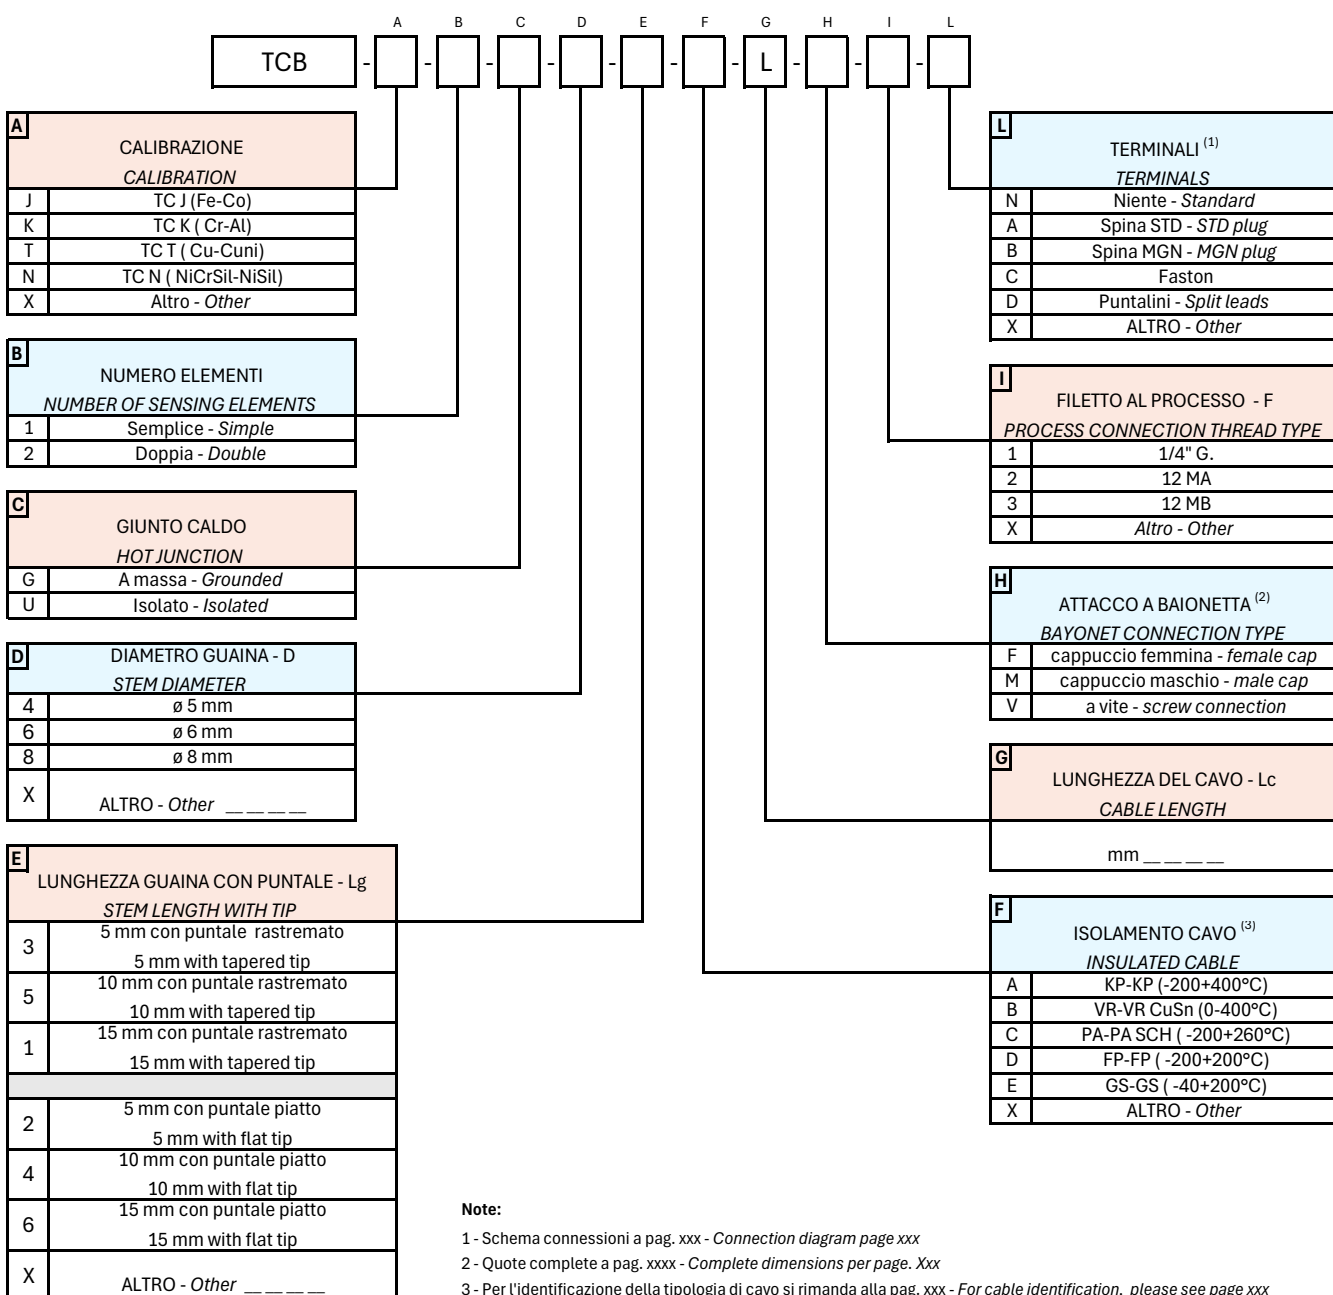 A B C D E F G H I L
TCB - - - - - - - L - - -
A
CALIBRAZIONE
CALIBRATION
J TC J (Fe-Co)
K TC K ( Cr-Al)
T TC T ( Cu-Cuni)
N TC N ( NiCrSil-NiSil)
X Altro - Other
B
NUMERO ELEMENTI
NUMBER OF SENSING ELEMENTS
1 Semplice - Simple
2 Doppia - Double
C
GIUNTO CALDO
HOT JUNCTION
G A massa - Grounded
U Isolato - Isolated
D DIAMETRO GUAINA - D
STEM DIAMETER
4 ø 5 mm
6 ø 6 mm
8 ø 8 mm
X ALTRO - Other __ __ __ __
E
LUNGHEZZA GUAINA CON PUNTALE - Lg
STEM LENGTH WITH TIP
3 5 mm con puntale rastremato
5 mm with tapered tip
5 10 mm con puntale rastremato
10 mm with tapered tip
1 15 mm con puntale rastremato
15 mm with tapered tip
2 5 mm con puntale piatto
5 mm with flat tip
4 10 mm con puntale piatto
10 mm with flat tip
6 15 mm con puntale piatto
15 mm with flat tip
X ALTRO - Other __ __ __ __
L
TERMINALI (1)
TERMINALS
N Niente - Standard
A Spina STD - STD plug
B Spina MGN - MGN plug
C Faston
D Puntalini - Split leads
X ALTRO - Other
I
FILETTO AL PROCESSO - F
PROCESS CONNECTION THREAD TYPE
1 1/4" G.
2 12 MA
3 12 MB
X Altro - Other
H
ATTACCO A BAIONETTA (2)
BAYONET CONNECTION TYPE
F cappuccio femmina - female cap
M cappuccio maschio - male cap
V a vite - screw connection
G
LUNGHEZZA DEL CAVO - Lc
CABLE LENGTH
mm __ __ __ __
F
ISOLAMENTO CAVO (3)
INSULATED CABLE
A KP-KP (-200+400°C)
B VR-VR CuSn (0-400°C)
C PA-PA SCH ( -200+260°C)
D FP-FP ( -200+200°C)
E GS-GS ( -40+200°C)
X ALTRO - Other
Note:
1 - Schema connessioni a pag. xxx - Connection diagram page xxx
2 - Quote complete a pag. xxxx - Complete dimensions per page. Xxx
3 - Per l'identificazione della tipologia di cavo si rimanda alla pag. xxx - For cable identification, please see page xxx